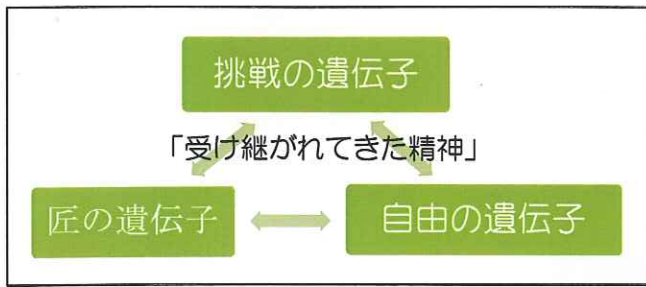 挑戦の遺伝子
「受け継がれてきた精神」
匠の遺伝子
自由の遺伝子